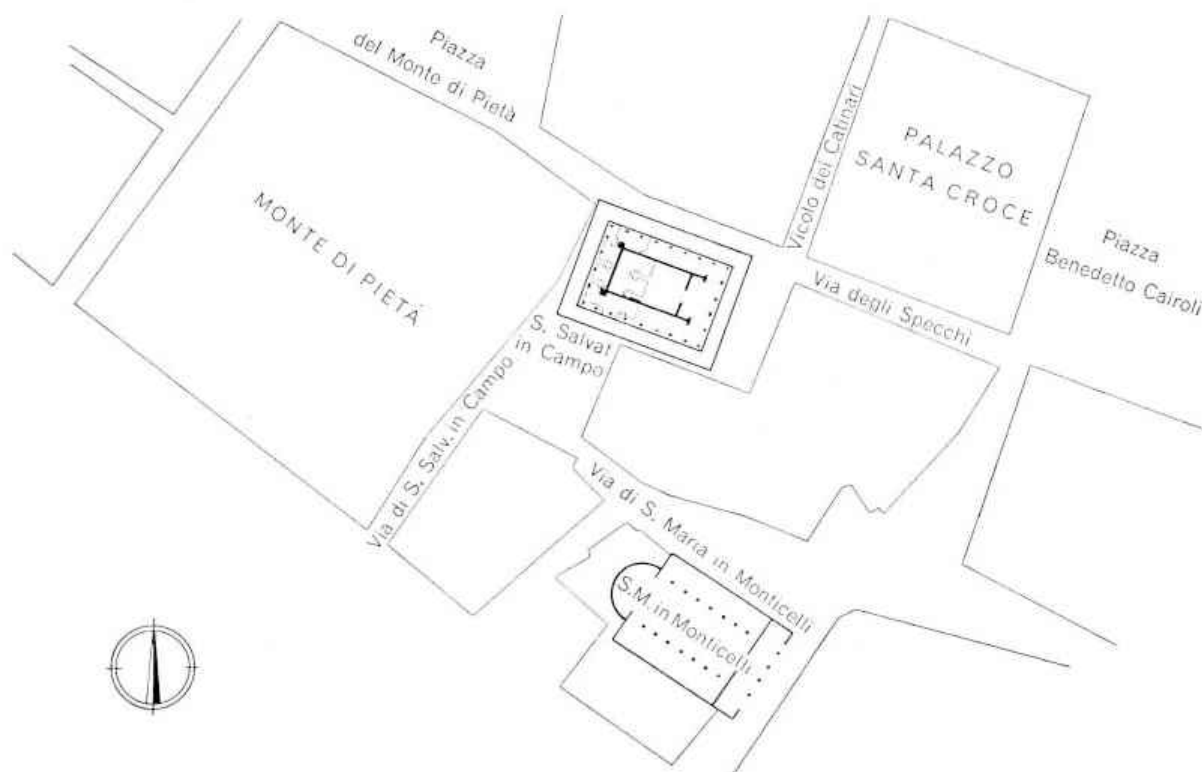 Piazza
del Monte di Pietà
MONTE DI PIETÁ
Vicolo dei Catinari
PALAZZO
SANTA CROCE
Piazza
Benedetto Cairoli
Via degli Specchi
S. Salvat
in Campo
Via di S. Salv. in Campo
Via di S. Maria in Monticelli
S.M. in Monticelli